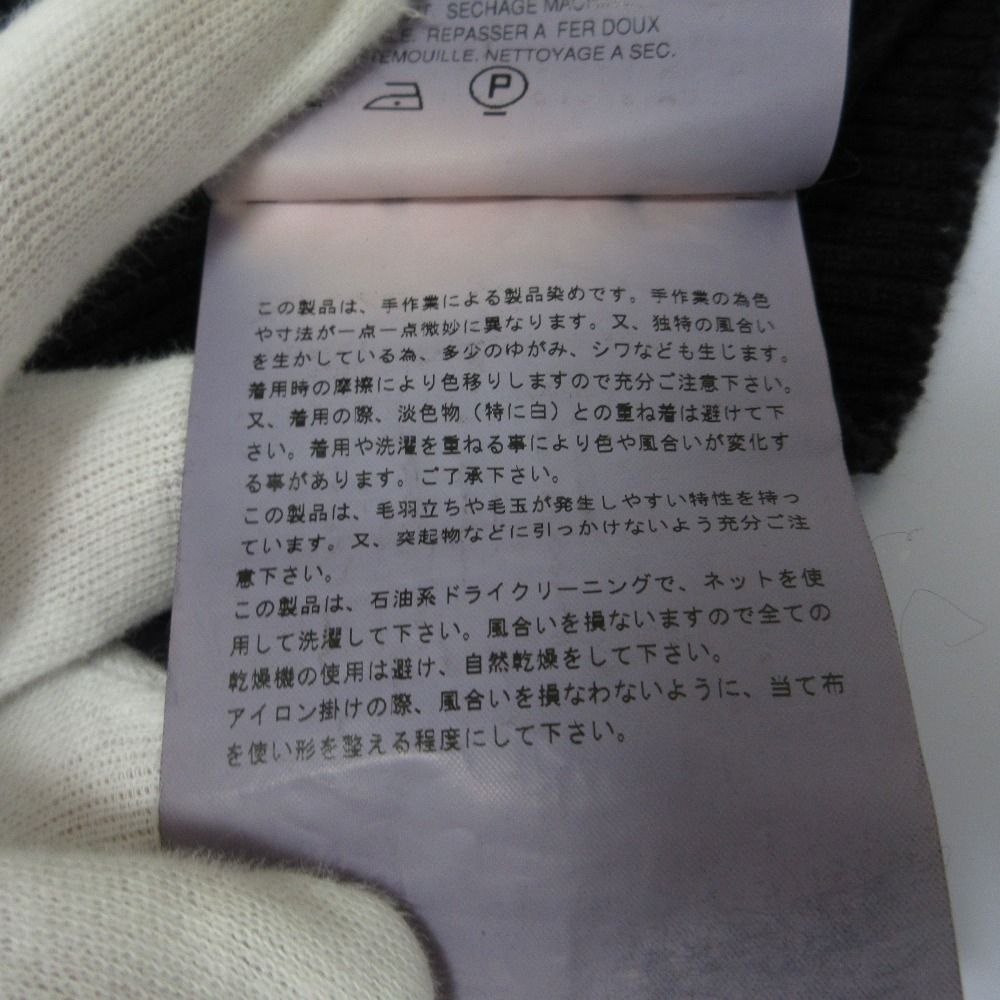 SECHAGE
REPASSER A FER DOUX
NETTOYAGE A SEC.
P
この製品は、手作業による製品染めです。手作業の為色
や寸法が一点一点微妙に異なります。又、独特の風合い
を生かしている為、多少のゆがみ、シワなども生じます。
着用時の摩擦により色移りしますので充分ご注意下さい。
又、着用の際、淡色物（特に白）との重ね着は避けて下
さい。着用や洗濯を重ねる事により色や風合いが変化す
る事があります。ご了承下さい。
この製品は、毛羽立ちや毛玉が発生しやすい特性を持っ
ています。又、突起物などに引っかけないよう充分ご注
意下さい。
この製品は、石油系ドライクリーニングで、ネットを使
用して洗濯して下さい。風合いを損ないますので全ての
乾燥機の使用は避け、自然乾燥をして下さい。
アイロン掛けの際、風合いを損なわないように、当て布
を使い形を整える程度にして下さい。